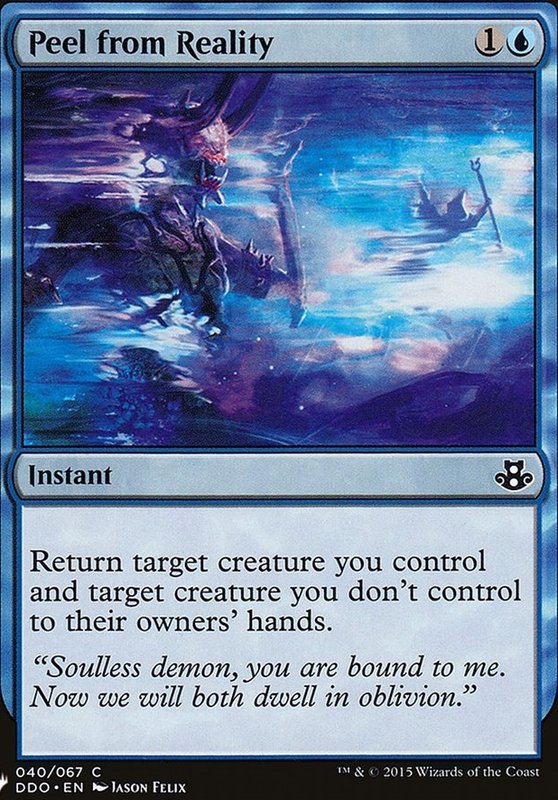 Peel from Reality 1
Instant
Return target creature you control
and target creature you don't control
to their owners' hands.
“Soulless demon, you are bound to me.
Now we will both dwell in oblivion.”
040/067 C
DDO • EN Jason Felix
™ & © 2015 Wizards of the Coast